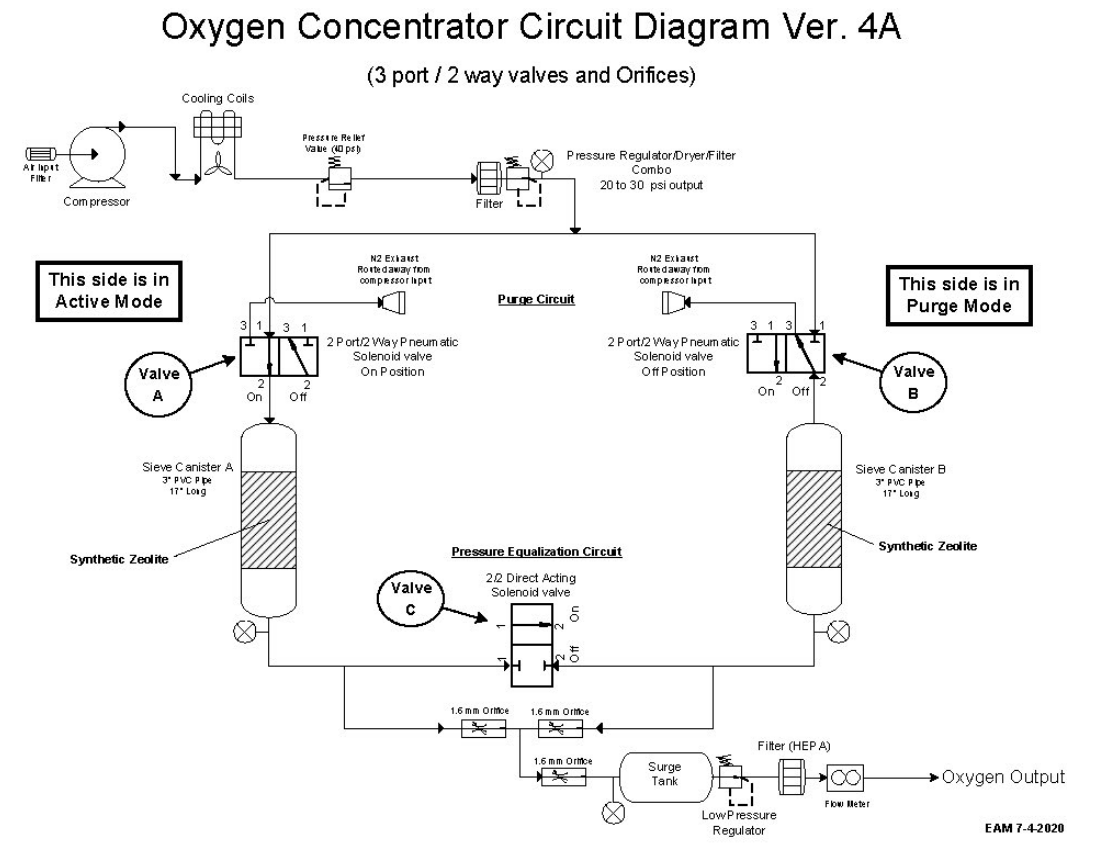 Oxygen Concentrator Circuit Diagram Ver. 4A
(3 port / 2 way valves and Orifices)
Cooling Coils
Air Input
Filter
Compressor
Pressure Relief
Value (40 psi)
Filter
Pressure Regulator/Dryer/Filter
Combo
20 to 30 psi output
This side is in
Active Mode
N2 Exhaust
Routed away from
compressor input
Purge Circuit
N2 Exhaust
Routed away from
compressor input
This side is in
Purge Mode
3 1 3 1
2 2
On Off
2 Port/2 Way Pneumatic
Solenoid valve
On Position
Valve
A
2 Port/2 Way Pneumatic
Solenoid valve
Off Position
3 1 3 1
2 2
On Off
Valve
B
Sieve Canister A
3" PVC Pipe
17" Long
Synthetic Zeolite
Sieve Canister B
3" PVC Pipe
17" Long
Synthetic Zeolite
Pressure Equalization Circuit
2/2 Direct Acting
Solenoid valve
Valve
C
1 2 On
1 2 Off
1.6 mm Orifice
1.6 mm Orifice
1.6 mm Orifice
Surge
Tank
Low Pressure
Regulator
Filter (HEPA)
Flow Meter
Oxygen Output
EAM 7-4-2020